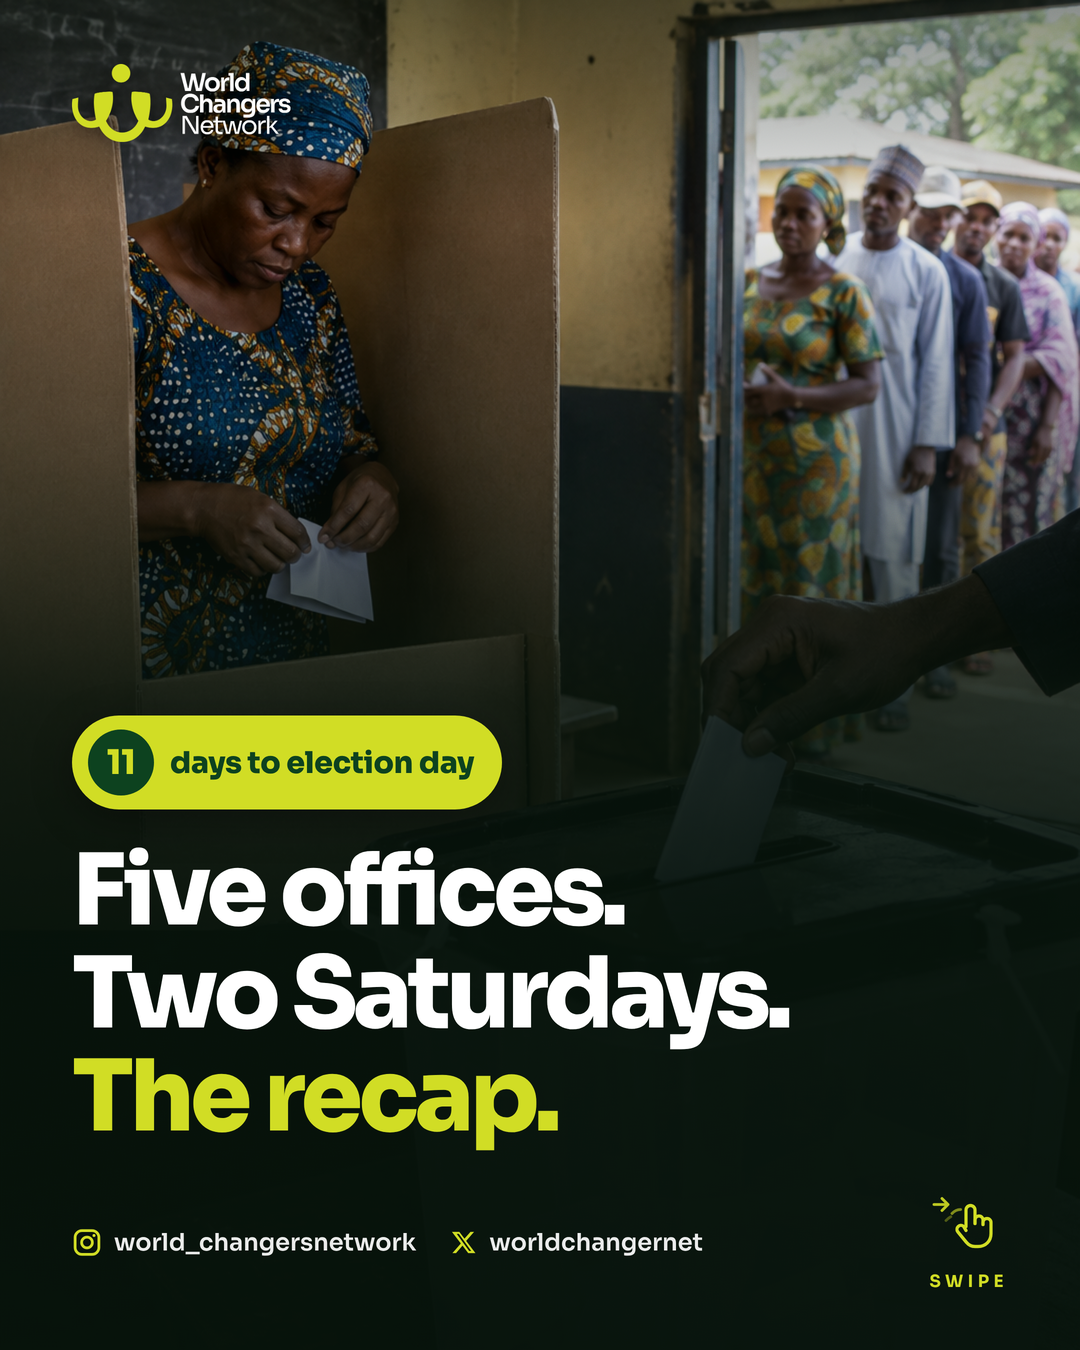 World
Changers
Network
11 days to election day
Five offices.
Two Saturdays.
The recap.
world_changersnetwork
worldchangernet
SWIPE